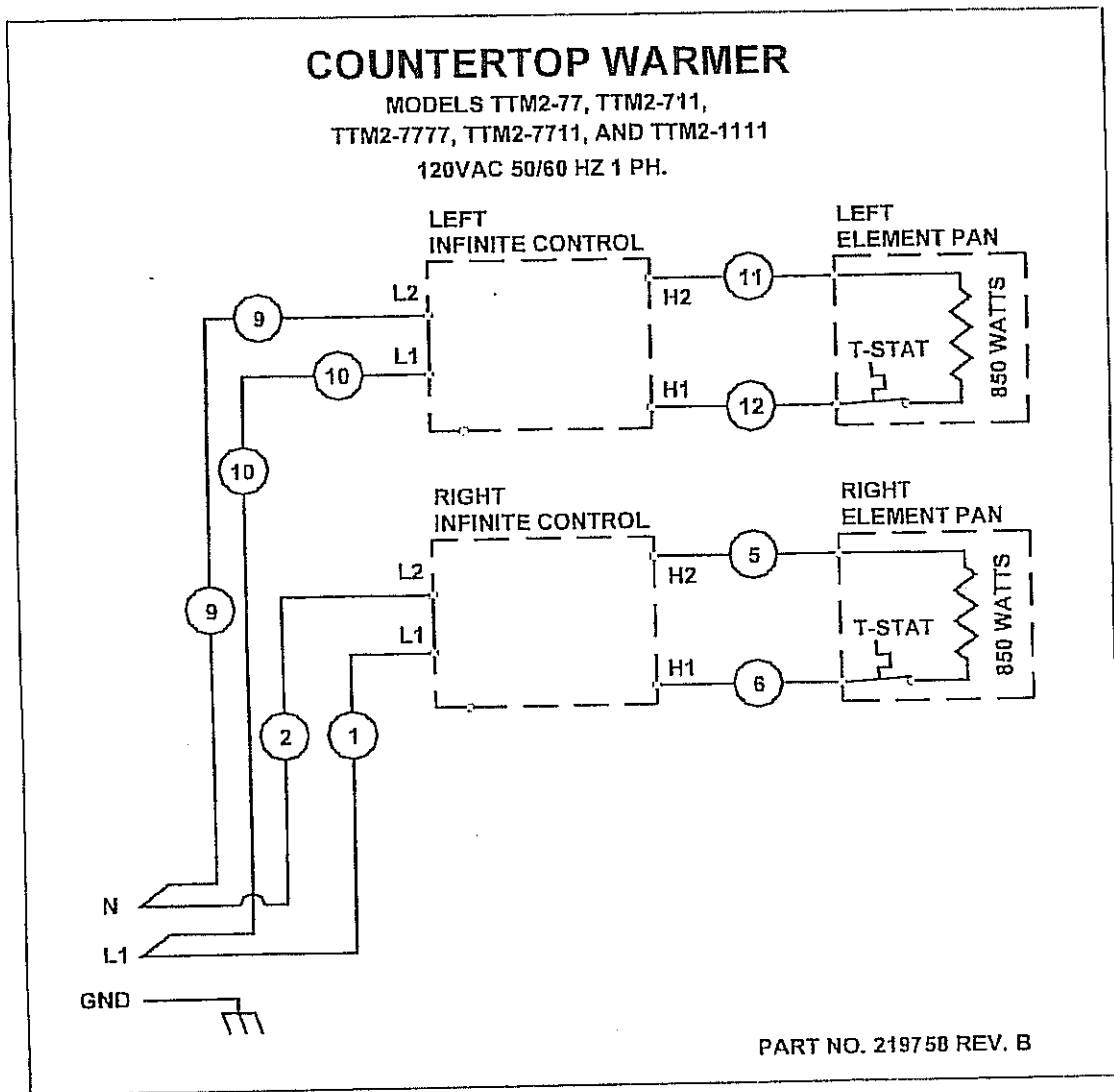 COUNTERTOP WARMER
MODELS TTM2-77, TTM2-711,
TTM2-7777, TTM2-7711, AND TTM2-1111
120VAC 50/60 HZ 1 PH.
LEFT
INFINITE CONTROL
LEFT
ELEMENT PAN
L2
9
H2
11
T-STAT
850 WATTS
L1
10
H1
12
10
RIGHT
INFINITE CONTROL
RIGHT
ELEMENT PAN
L2
H2
5
9
T-STAT
850 WATTS
L1
H1
6
2
1
N
L1
GND
PART NO. 219758 REV. B